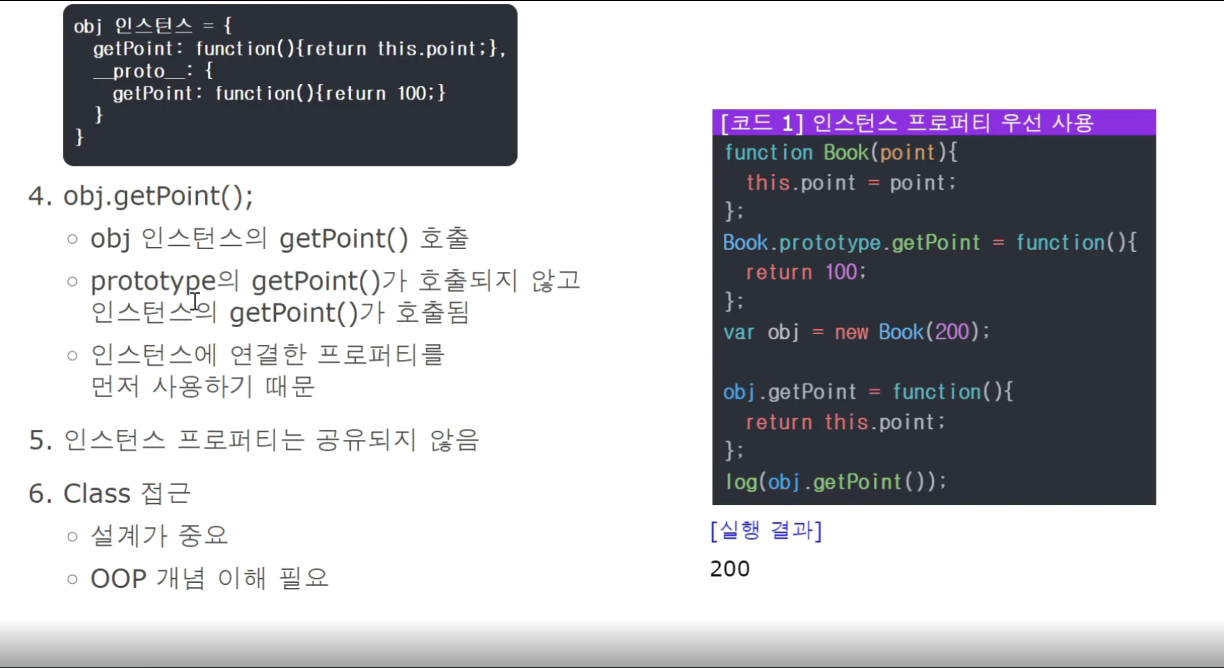 obj 인스턴스 = {
getPoint: function(){return this.point;},
__proto__: {
getPoint: function(){return 100;}
}
}
4. obj.getPoint();
○ obj 인스턴스의 getPoint() 호출
○ prototype의 getPoint()가 호출되지 않고
인스턴스의 getPoint()가 호출됨
○ 인스턴스에 연결한 프로퍼티를
먼저 사용하기 때문
5. 인스턴스 프로퍼티는 공유되지 않음
6. Class 접근
○ 설계가 중요
○ OOP 개념 이해 필요
[코드 1] 인스턴스 프로퍼티 우선 사용
function Book(point){
this.point = point;
};
Book.prototype.getPoint = function(){
return 100;
};
var obj = new Book(200);
obj.getPoint = function(){
return this.point;
};
log(obj.getPoint());
[실행 결과]
200